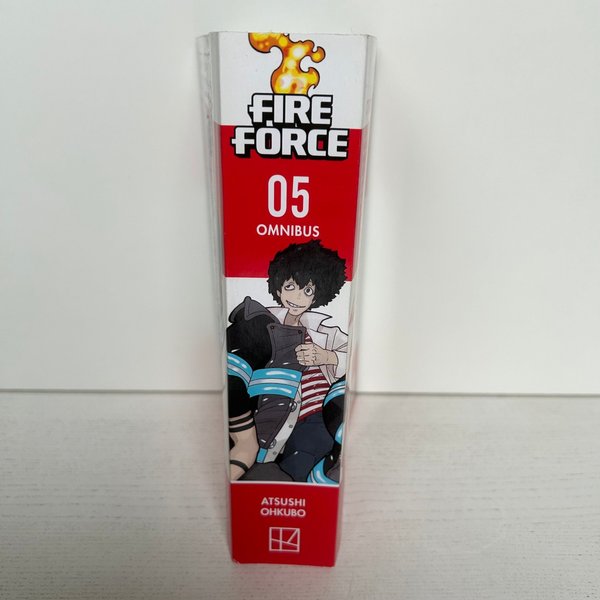 FIRE
FORCE
05
OMNIBUS
ATSUSHI
OHKUBO